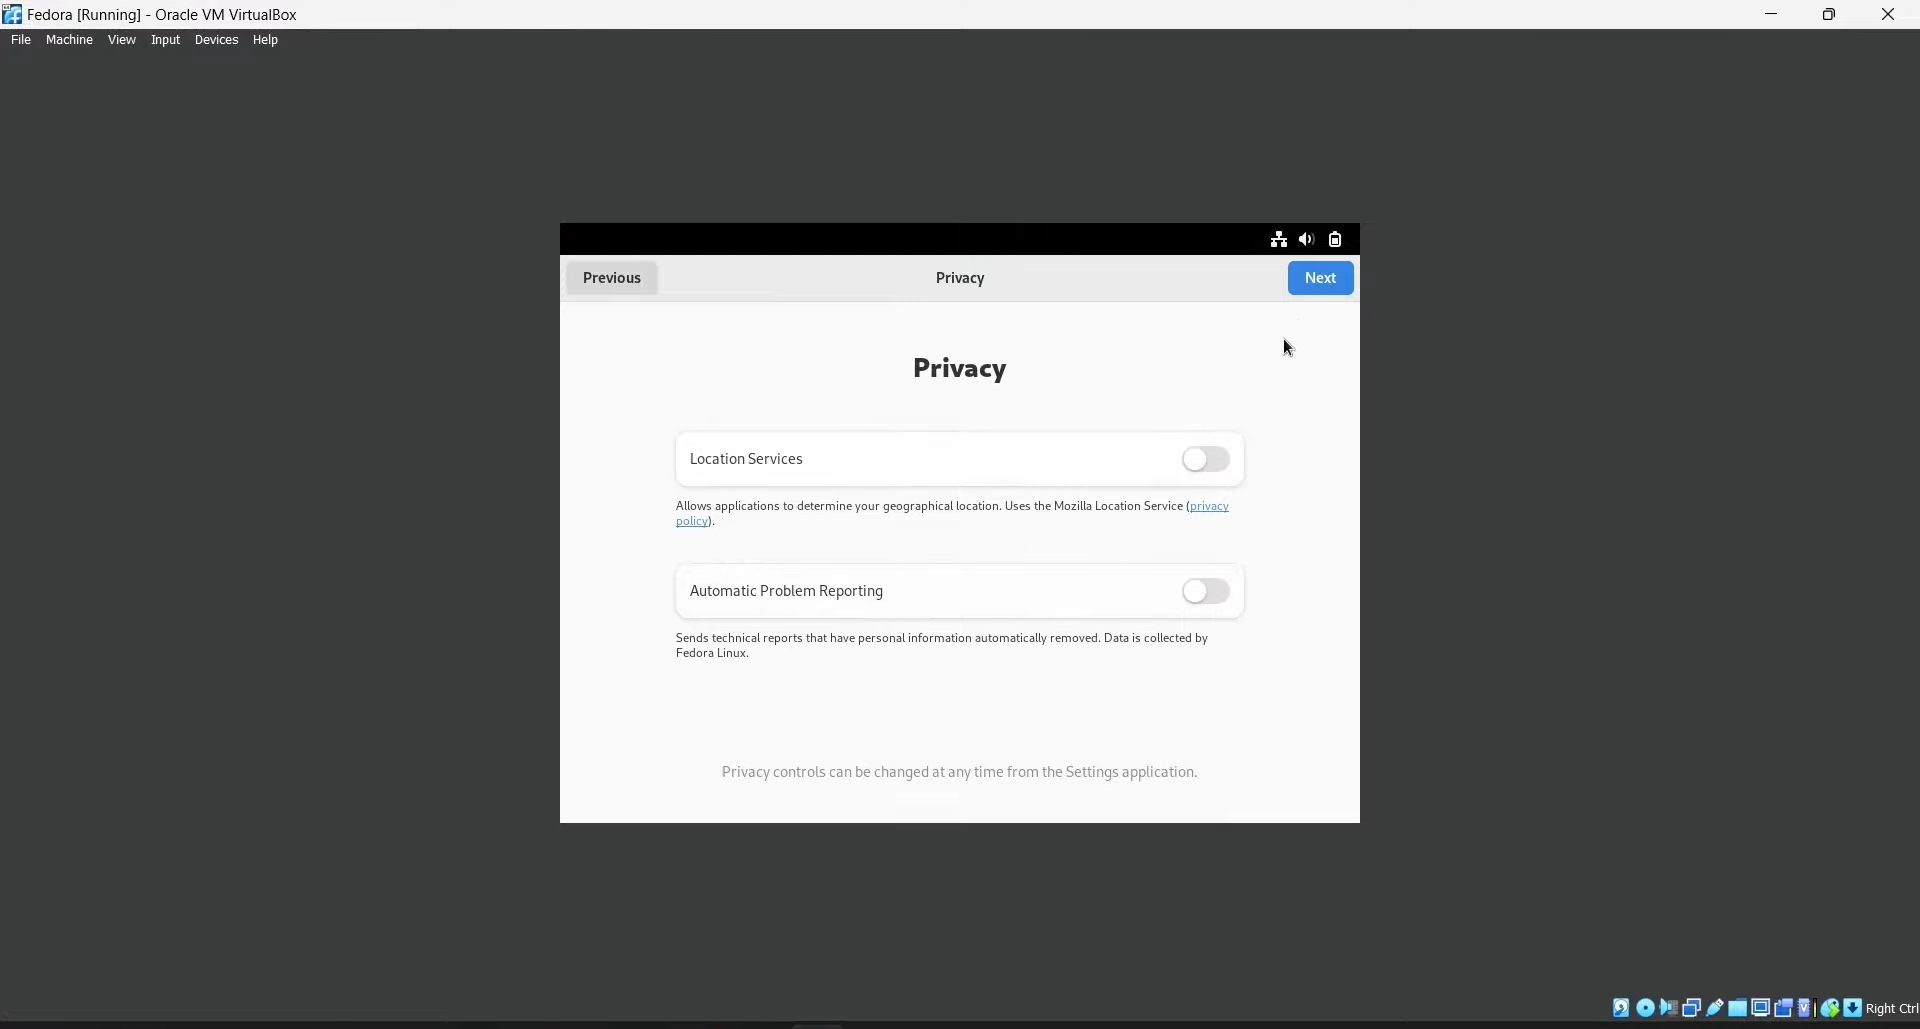 Fedora [Running] - Oracle VM VirtualBox
File Machine View Input Devices Help
Previous Privacy Next
Privacy
Location Services
Allows applications to determine your geographical location. Uses the Mozilla Location Service (privacy
policy).
Automatic Problem Reporting
Sends technical reports that have personal information automatically removed. Data is collected by
Fedora Linux.
Privacy controls can be changed at any time from the Settings application.
Right Ctrl